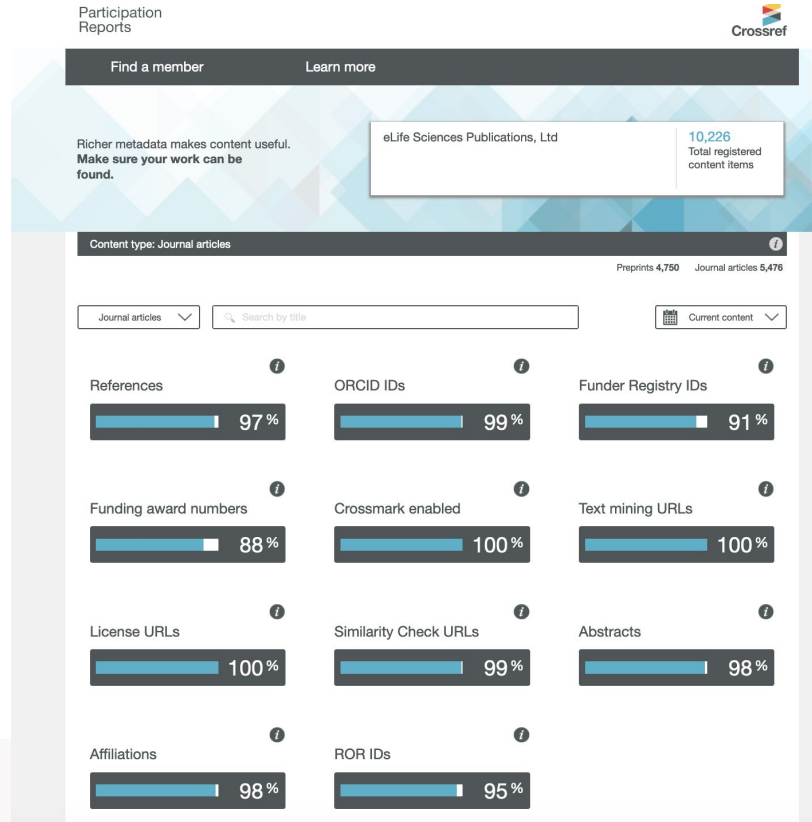 Participation
Reports
Crossref
Find a member
Learn more
Richer metadata makes content useful.
Make sure your work can be
found.
eLife Sciences Publications, Ltd
10,226
Total registered
content items
Content type: Journal articles
i
Preprints 4,750 Journal articles 5,476
Journal articles
Search by title
Current content
i
References
97 %
i
ORCID IDs
99 %
i
Funder Registry IDs
91 %
i
Funding award numbers
88 %
i
Crossmark enabled
100 %
i
Text mining URLs
100 %
i
License URLs
100 %
i
Similarity Check URLs
99 %
i
Abstracts
98 %
i
Affiliations
98 %
i
ROR IDs
95 %